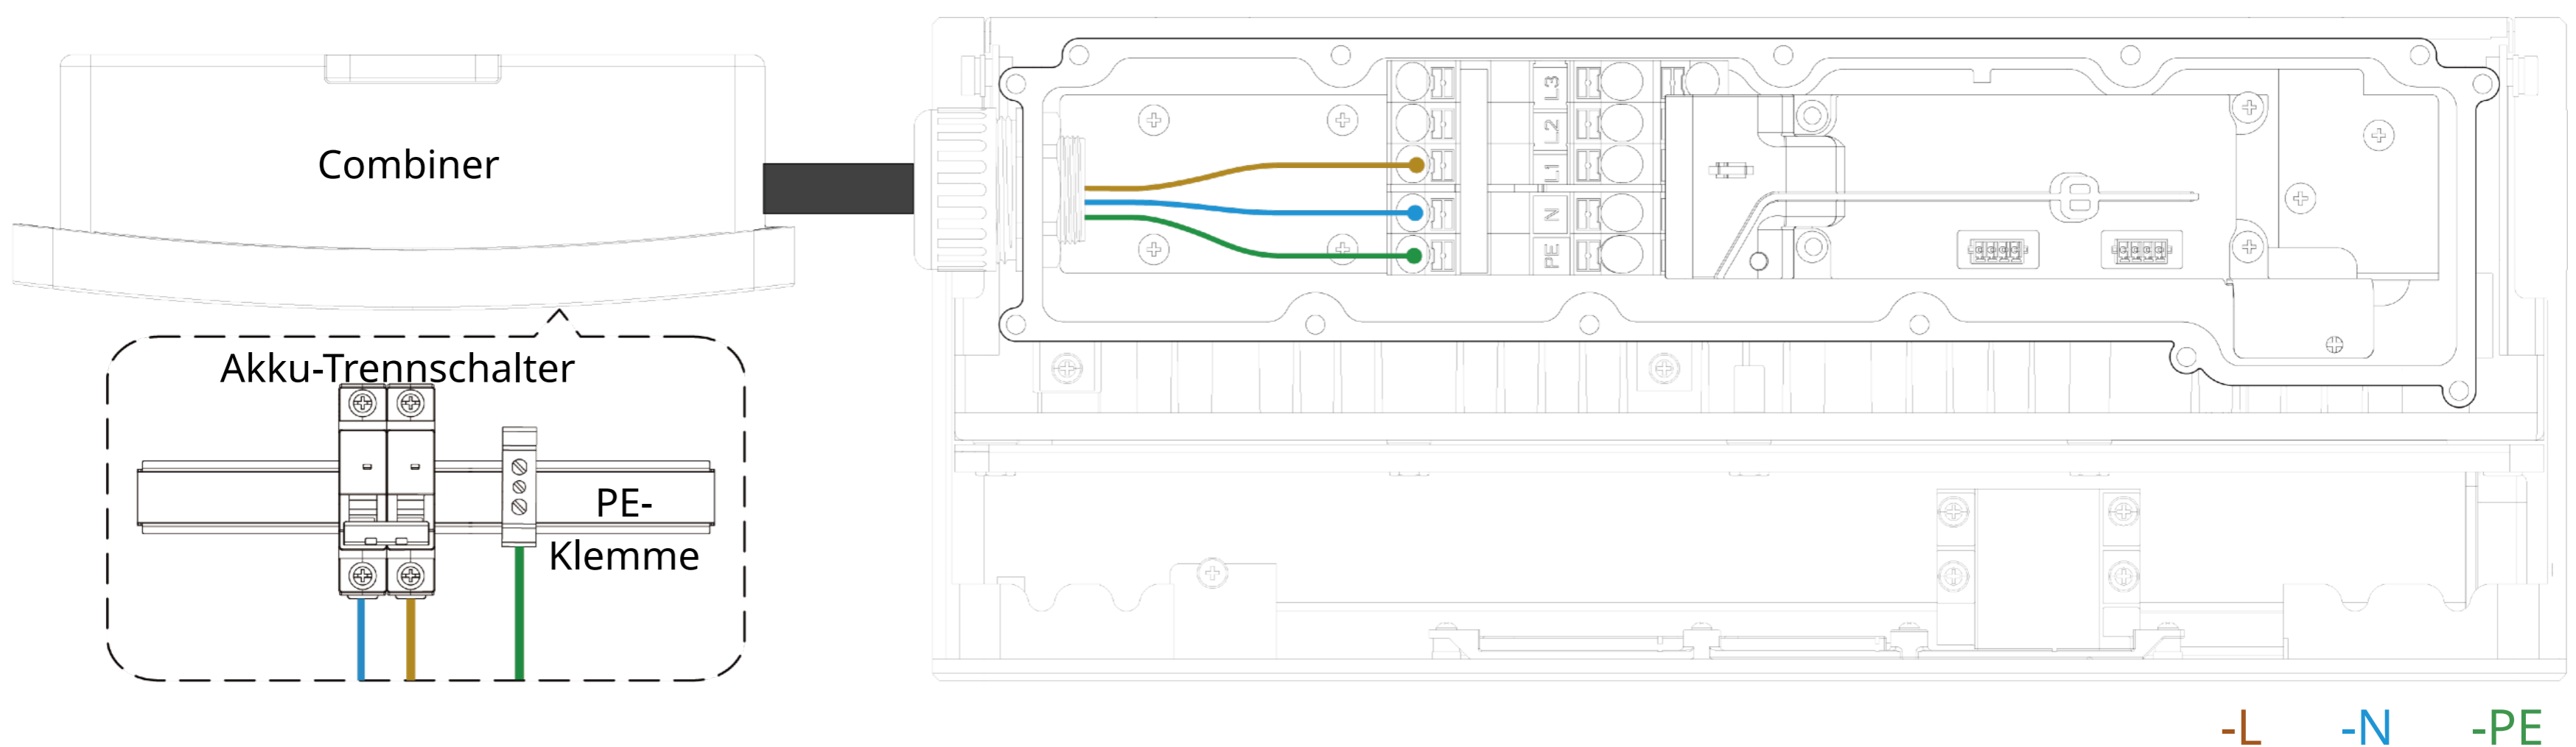 Combiner
Akku-Trennschalter
PE-
Klemme
L3
L2
L1
N
PE
-L -N -PE